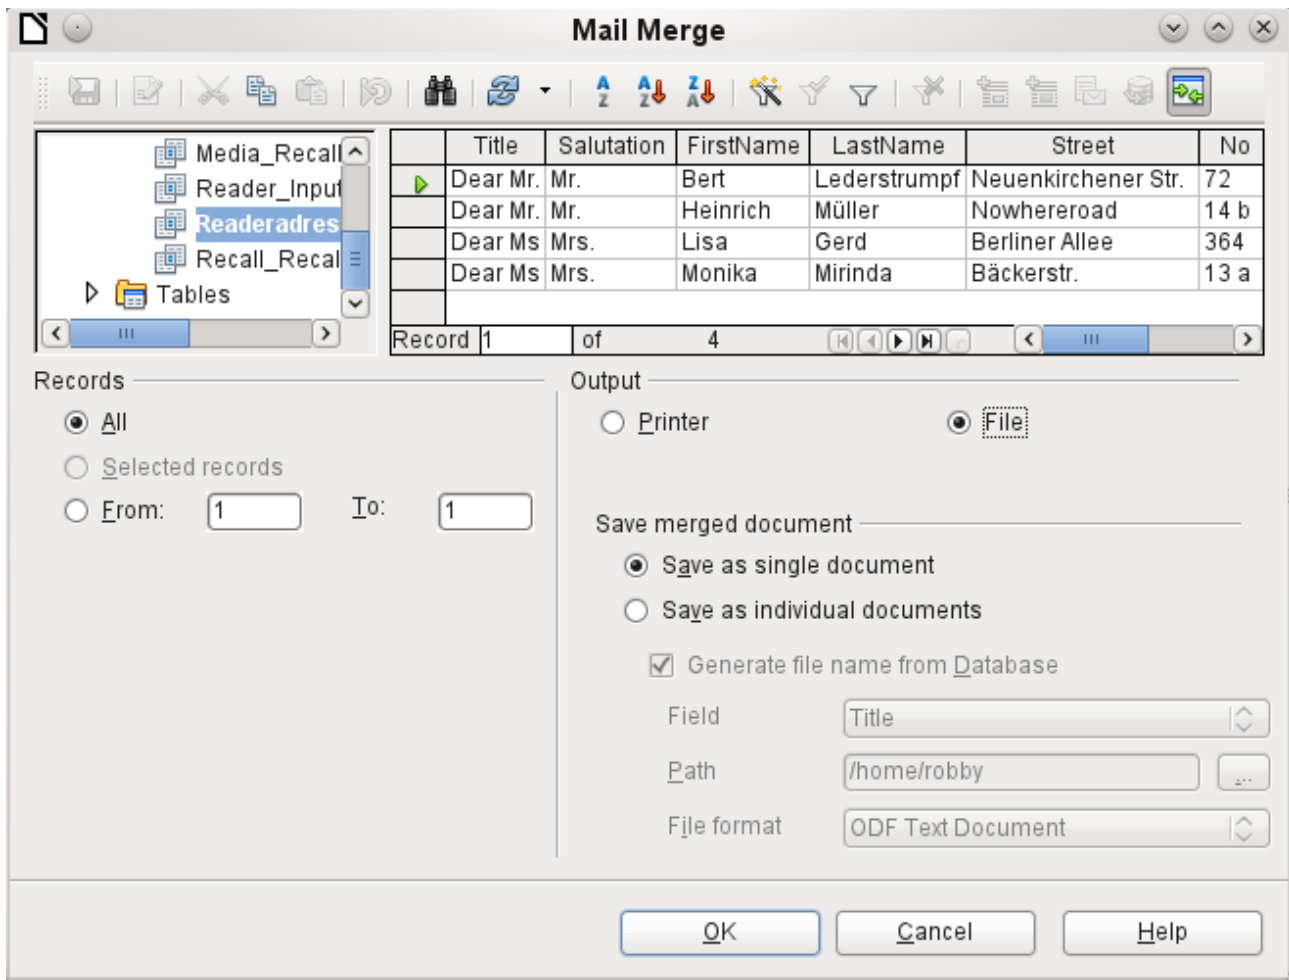 Mail Merge
Media_Recall
Reader_Input
Readeradres
Recall_Recal
Tables
Title Salutation FirstName LastName Street No
Dear Mr. Mr. Bert Lederstrumpf Neuenkirchener Str. 72
Dear Mr. Mr. Heinrich Müller Nowhereroad 14 b
Dear Ms Mrs. Lisa Gerd Berliner Allee 364
Dear Ms Mrs. Monika Mirinda Bäckerstr. 13 a
Record 1 of 4
Records
All
Selected records
From: 1 To: 1
Output
Printer File
Save merged document
Save as single document
Save as individual documents
Generate file name from Database
Field Title
Path /home/robby ...
File format ODF Text Document
OK Cancel Help